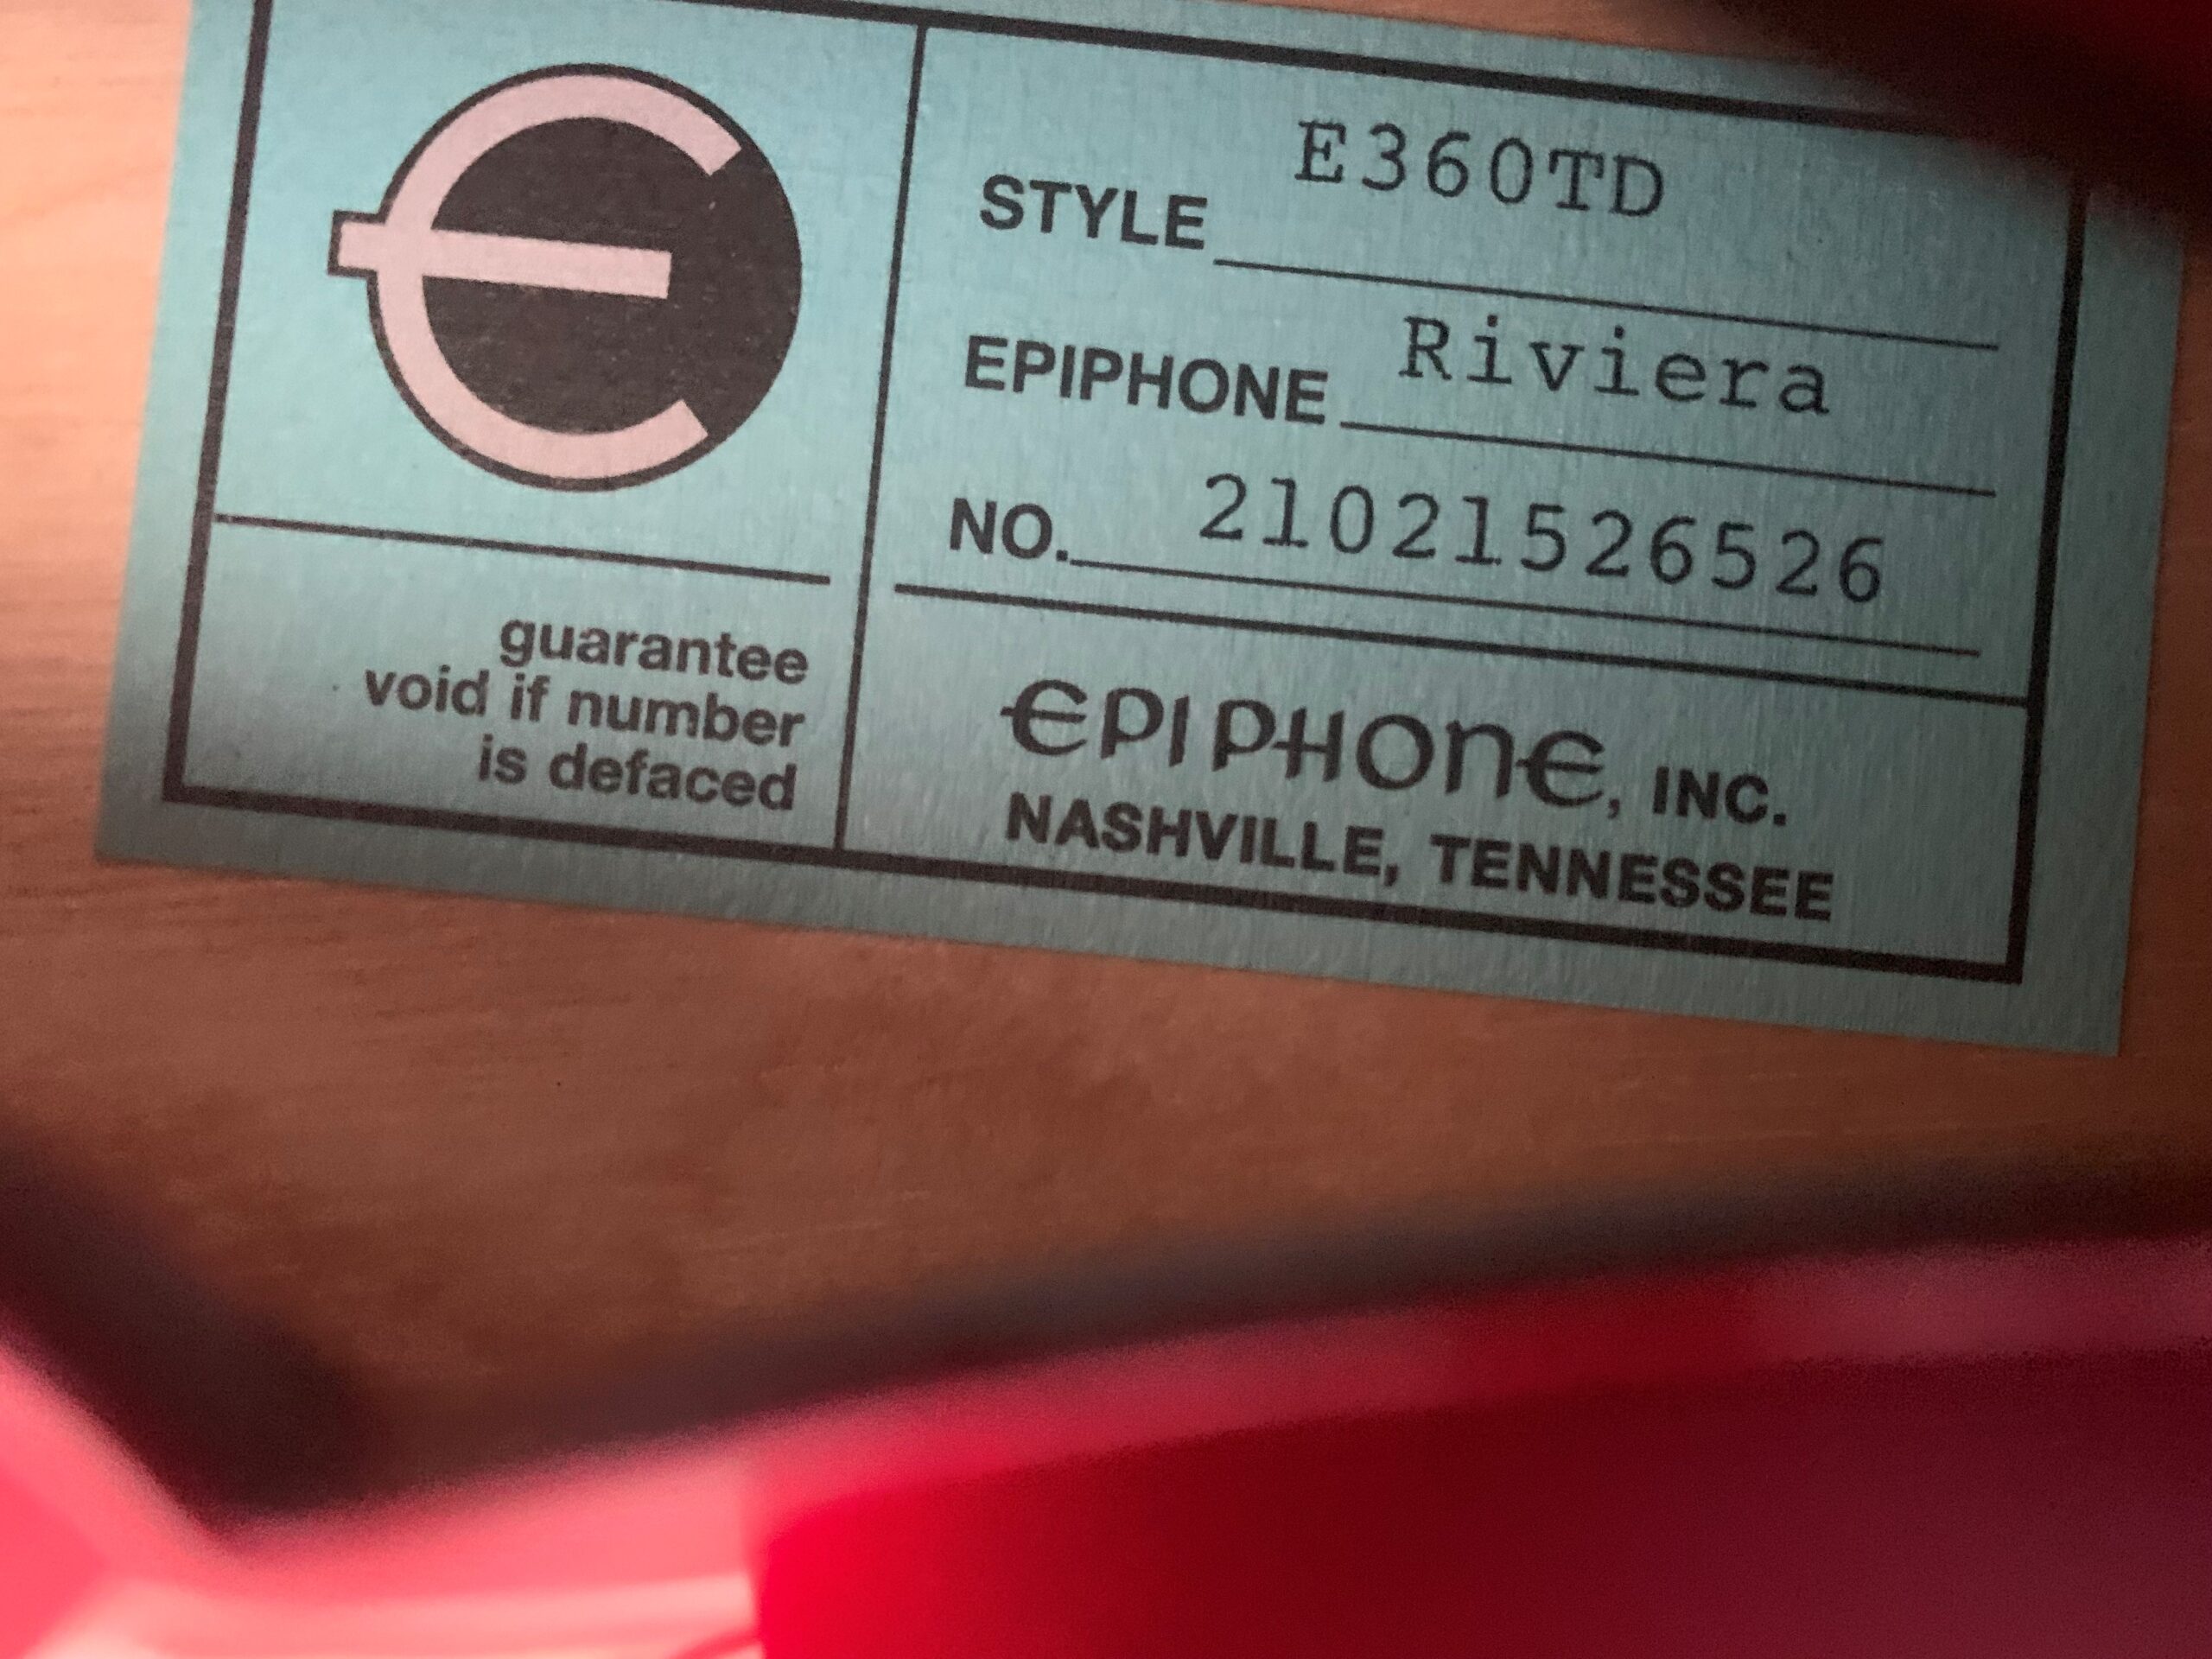 STYLE E360TD
EPIPHONE Riviera
NO. 21021526526
guarantee
void if number
is defaced
EPIPHONE, INC.
NASHVILLE, TENNESSEE